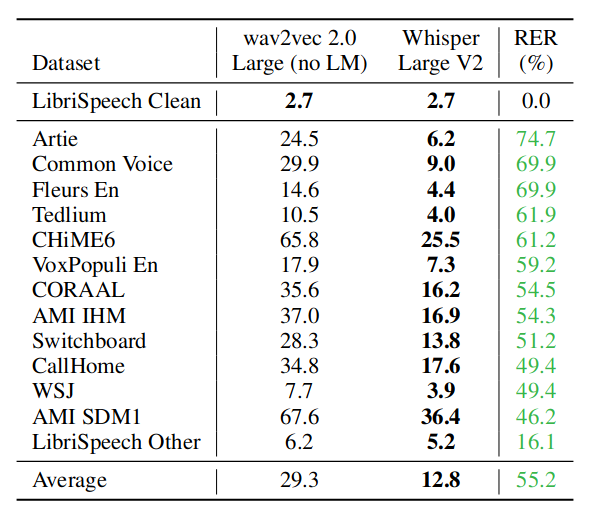 wav2vec 2.0 Whisper RER
Dataset Large (no LM) Large V2 (%)
LibriSpeech Clean 2.7 2.7 0.0
Artie 24.5 6.2 74.7
Common Voice 29.9 9.0 69.9
Fleurs En 14.6 4.4 69.9
Tedlium 10.5 4.0 61.9
CHiME6 65.8 25.5 61.2
VoxPopuli En 17.9 7.3 59.2
CORAAL 35.6 16.2 54.5
AMI IHM 37.0 16.9 54.3
Switchboard 28.3 13.8 51.2
CallHome 34.8 17.6 49.4
WSJ 7.7 3.9 49.4
AMI SDM1 67.6 36.4 46.2
LibriSpeech Other 6.2 5.2 16.1
Average 29.3 12.8 55.2